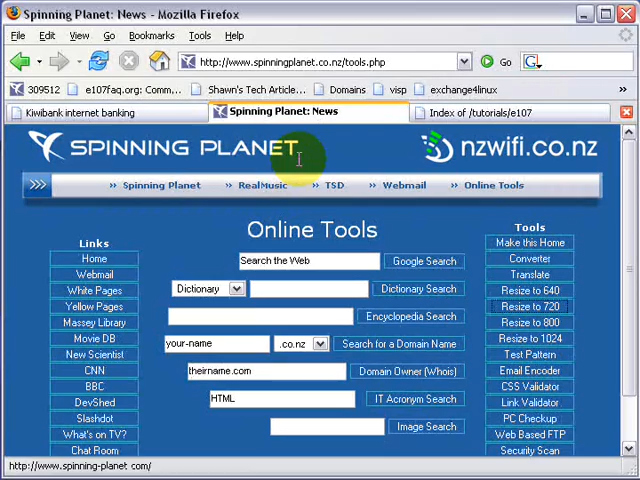 Spinning Planet: News - Mozilla Firefox
File Edit View Go Bookmarks Tools Help
http://www.spinningplanet.co.nz/tools.php Go G
309512 e107faq.org: Comm... Shawn's Tech Article... Domains visp exchange4linux
Kiwibank internet banking Spinning Planet: News Index of /tutorials/e107
SPINNING PLANET nzwifi.co.nz
>>> » Spinning Planet » RealMusic » TSD » Webmail » Online Tools
Online Tools
Links
Home
Webmail
White Pages
Yellow Pages
Massey Library
Movie DB
New Scientist
CNN
BBC
DevShed
Slashdot
What's on TV?
Chat Room
Search the Web Google Search
Dictionary Dictionary Search
Encyclopedia Search
your-name .co.nz Search for a Domain Name
theirname.com Domain Owner (Whois)
HTML IT Acronym Search
Image Search
Tools
Make this Home
Converter
Translate
Resize to 640
Resize to 720
Resize to 800
Resize to 1024
Test Pattern
Email Encoder
CSS Validator
Link Validator
PC Checkup
Web Based FTP
Security Scan
http://www.spinning-planet com/